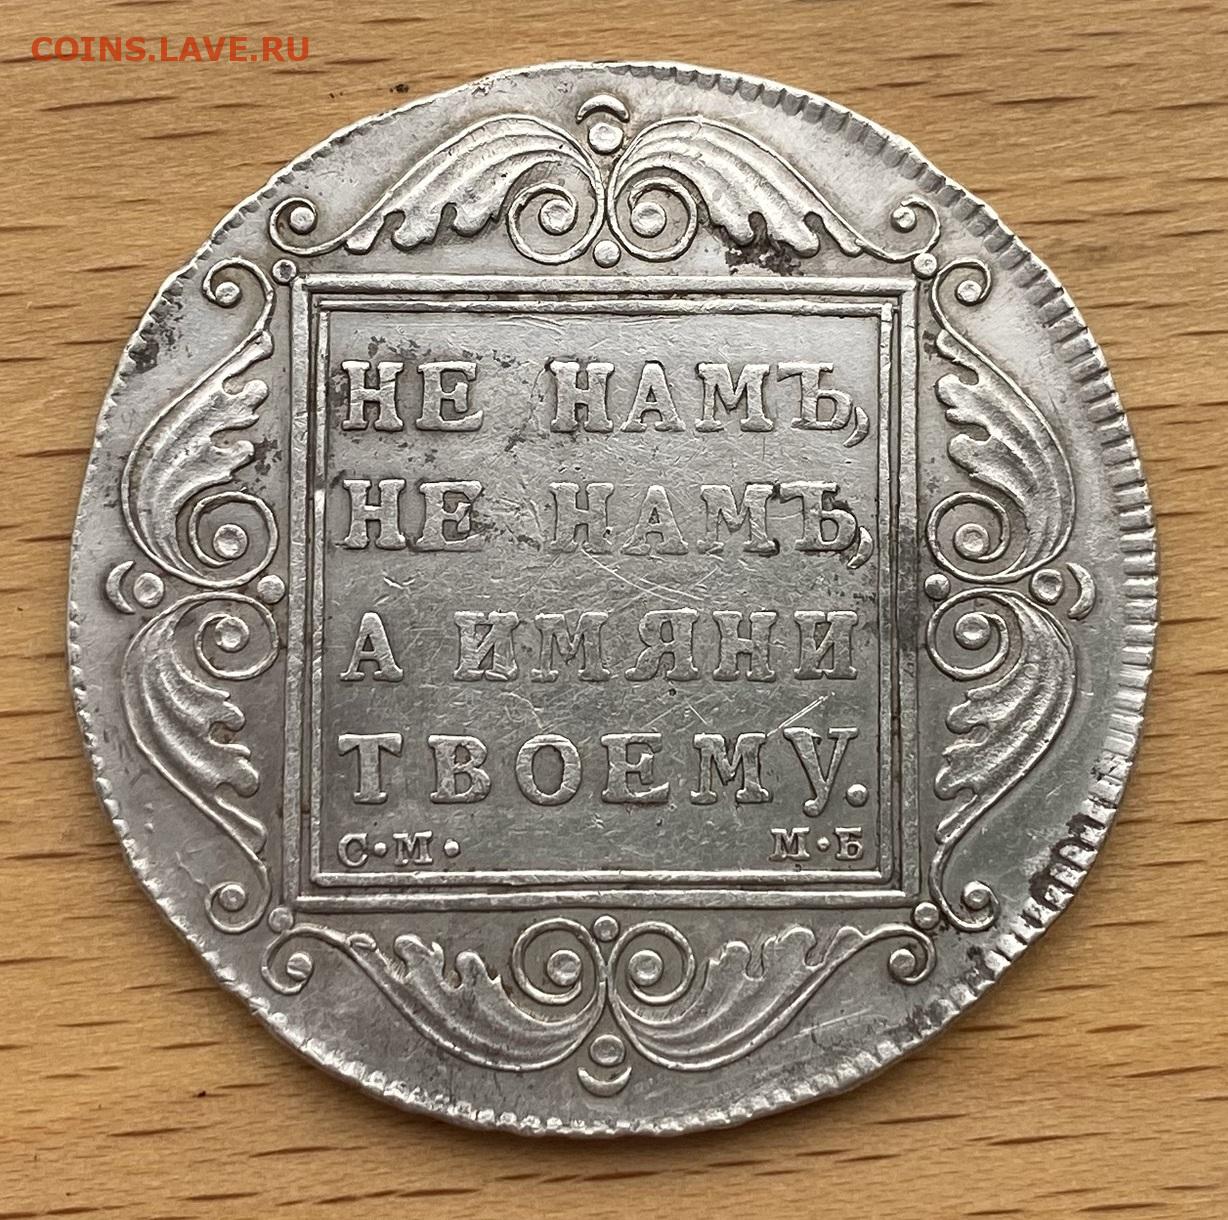 COINS.LAVE.RU
НЕ НАМЪ,
НЕ НАМЪ,
А ИМЯНИ
ТВОЕМУ.
С•М• М•Б